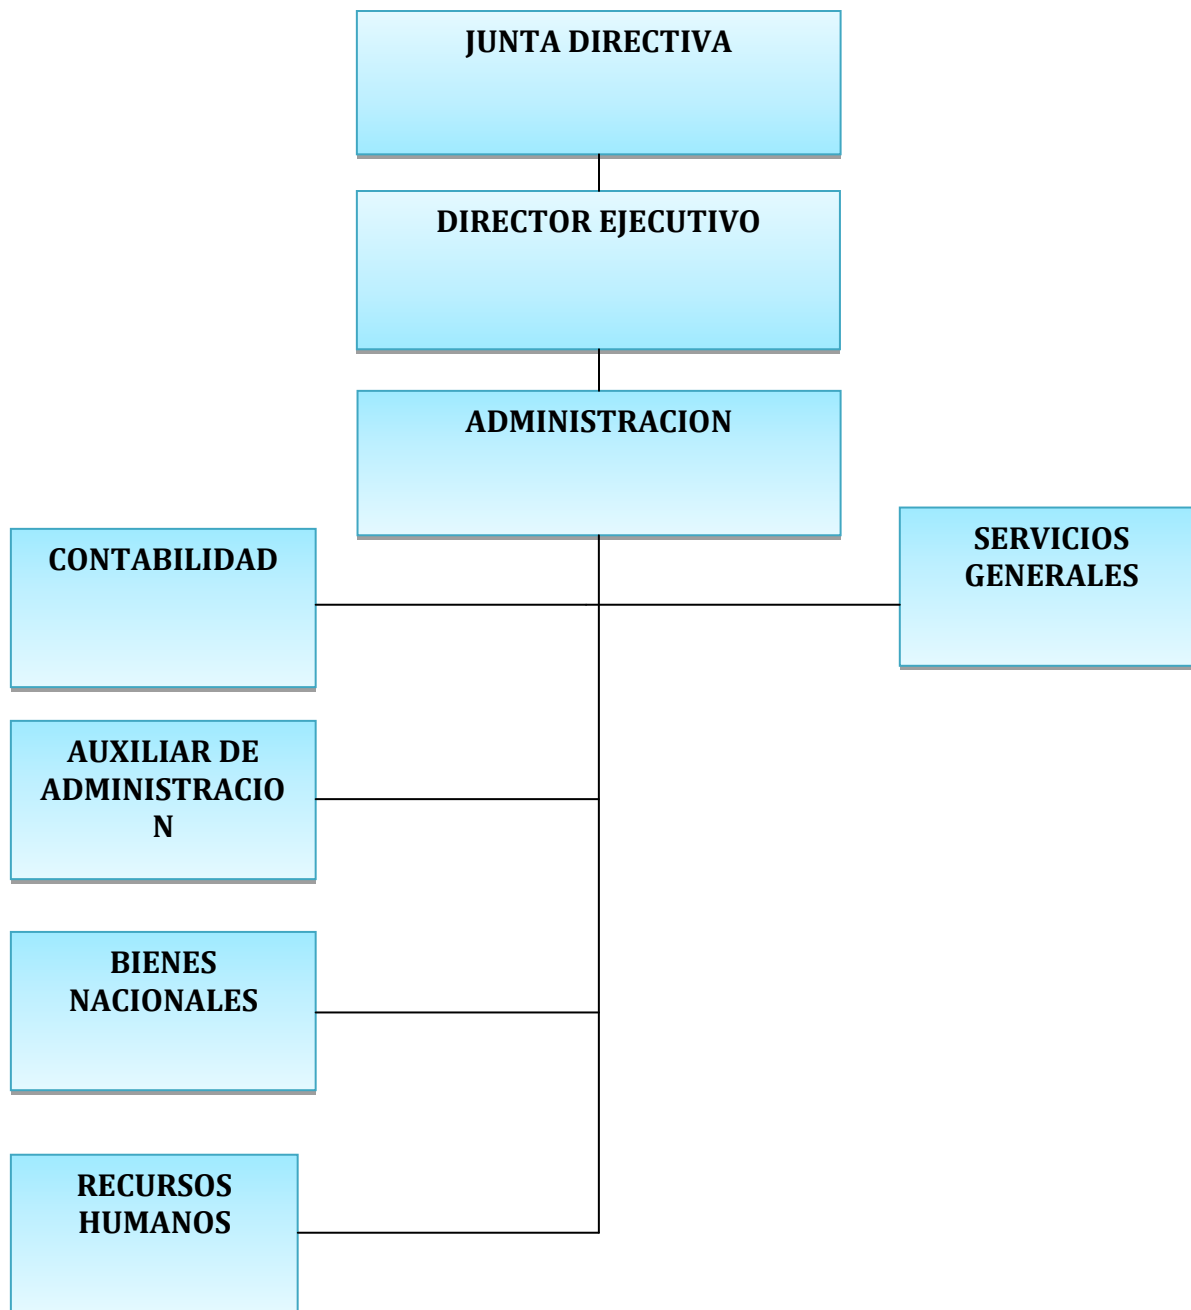 JUNTA DIRECTIVA
DIRECTOR EJECUTIVO
ADMINISTRACION
CONTABILIDAD
SERVICIOS
GENERALES
AUXILIAR DE
ADMINISTRACIO
N
BIENES
NACIONALES
RECURSOS
HUMANOS